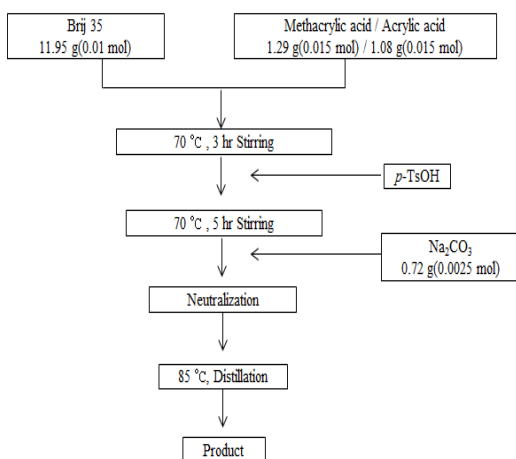 Brij 35
11.95 g(0.01 mol)
Methacrylic acid / Acrylic acid
1.29 g(0.015 mol) / 1.08 g(0.015 mol)
70 ℃ , 3 hr Stirring
p-TsOH
70 ℃ , 5 hr Stirring
Na₂CO₃
0.72 g(0.0025 mol)
Neutralization
85 ℃, Distillation
Product